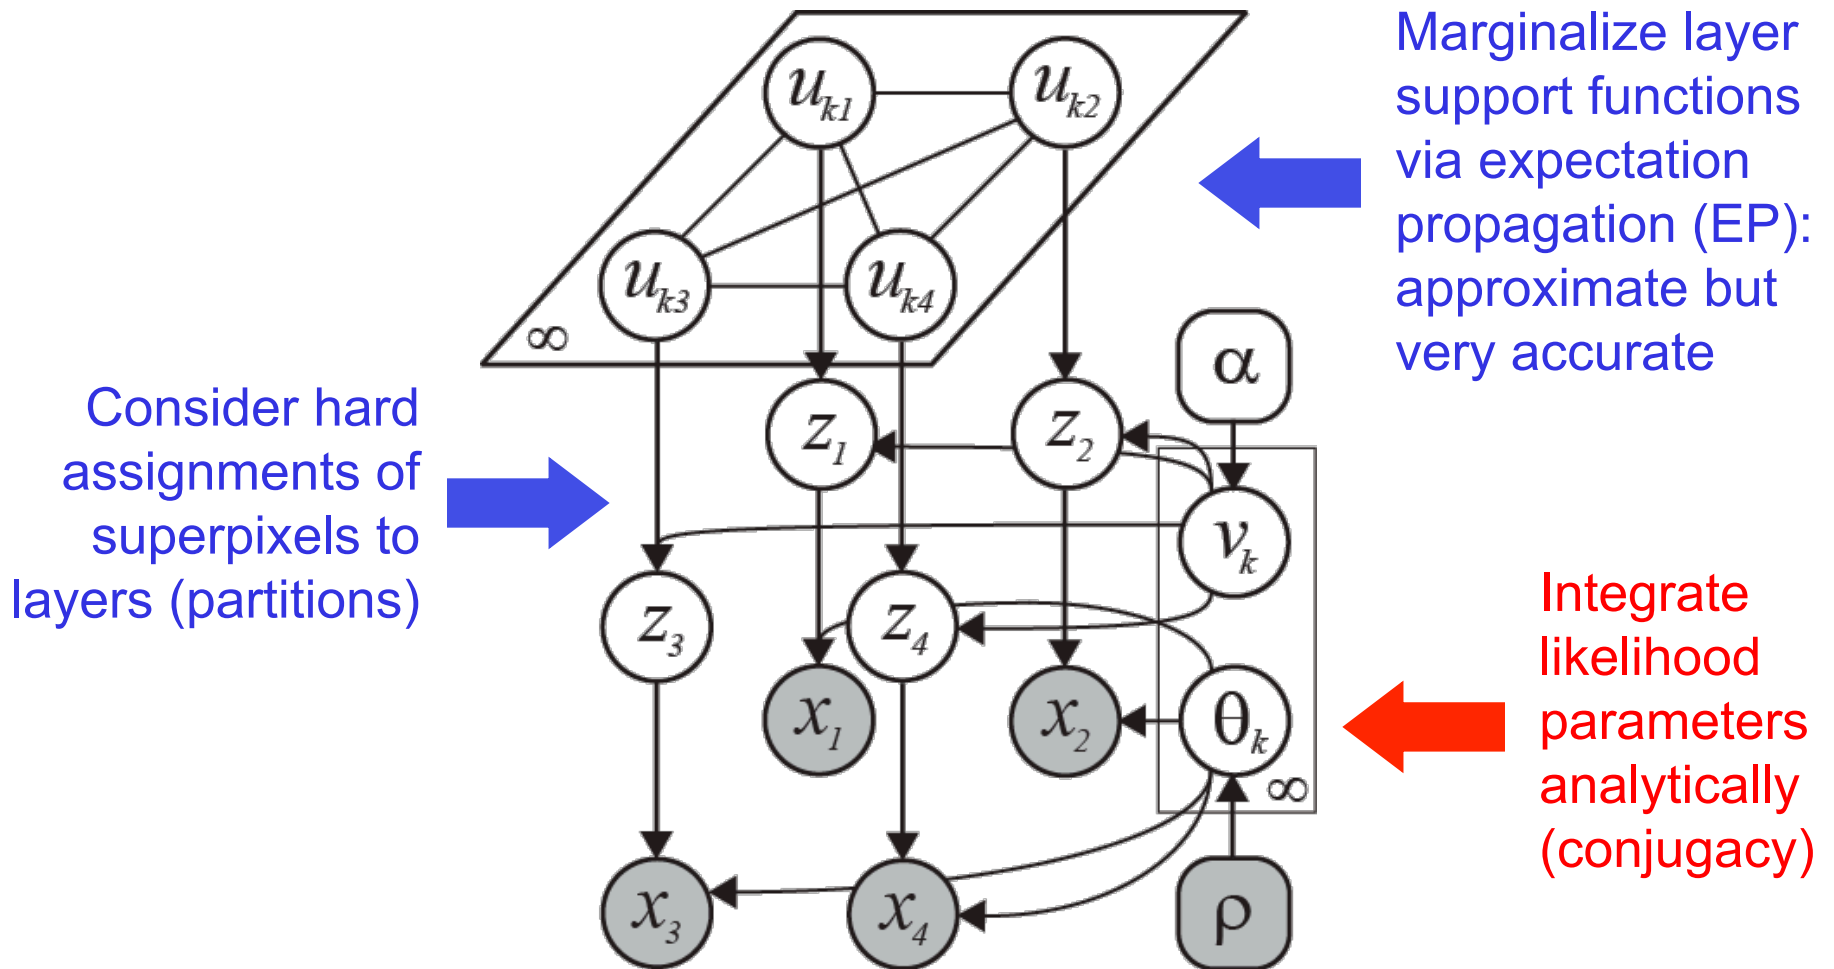 Marginalize layer
support functions
via expectation
propagation (EP):
approximate but
very accurate
u_k1
u_k2
u_k3
u_k4
∞
α
Consider hard
assignments of
superpixels to
layers (partitions)
z_1
z_2
v_k
z_3
z_4
Integrate
likelihood
parameters
analytically
(conjugacy)
x_1
x_2
θ_k
∞
x_3
x_4
ρ